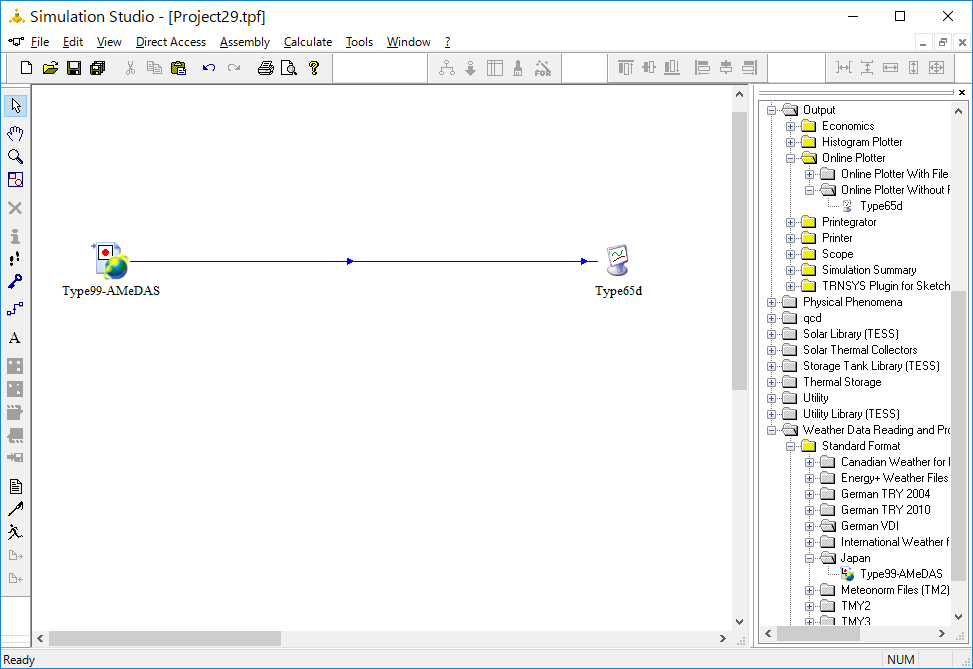 Simulation Studio - [Project29.tpf]
File Edit View Direct Access Assembly Calculate Tools Window ?
FOR
A
Type99-AMeDAS
Type65d
Output
Economics
Histogram Plotter
Online Plotter
Online Plotter With File
Online Plotter Without F
Type65d
Printegrator
Printer
Scope
Simulation Summary
TRNSYS Plugin for Sketch
Physical Phenomena
qcd
Solar Library (TESS)
Solar Thermal Collectors
Storage Tank Library (TESS)
Thermal Storage
Utility
Utility Library (TESS)
Weather Data Reading and Pro
Standard Format
Canadian Weather for
Energy+ Weather Files
German TRY 2004
German TRY 2010
German VDI
International Weather f
Japan
Type99-AMeDAS
Meteonorm Files (TM2)
TMY2
TMY3
Ready NUM